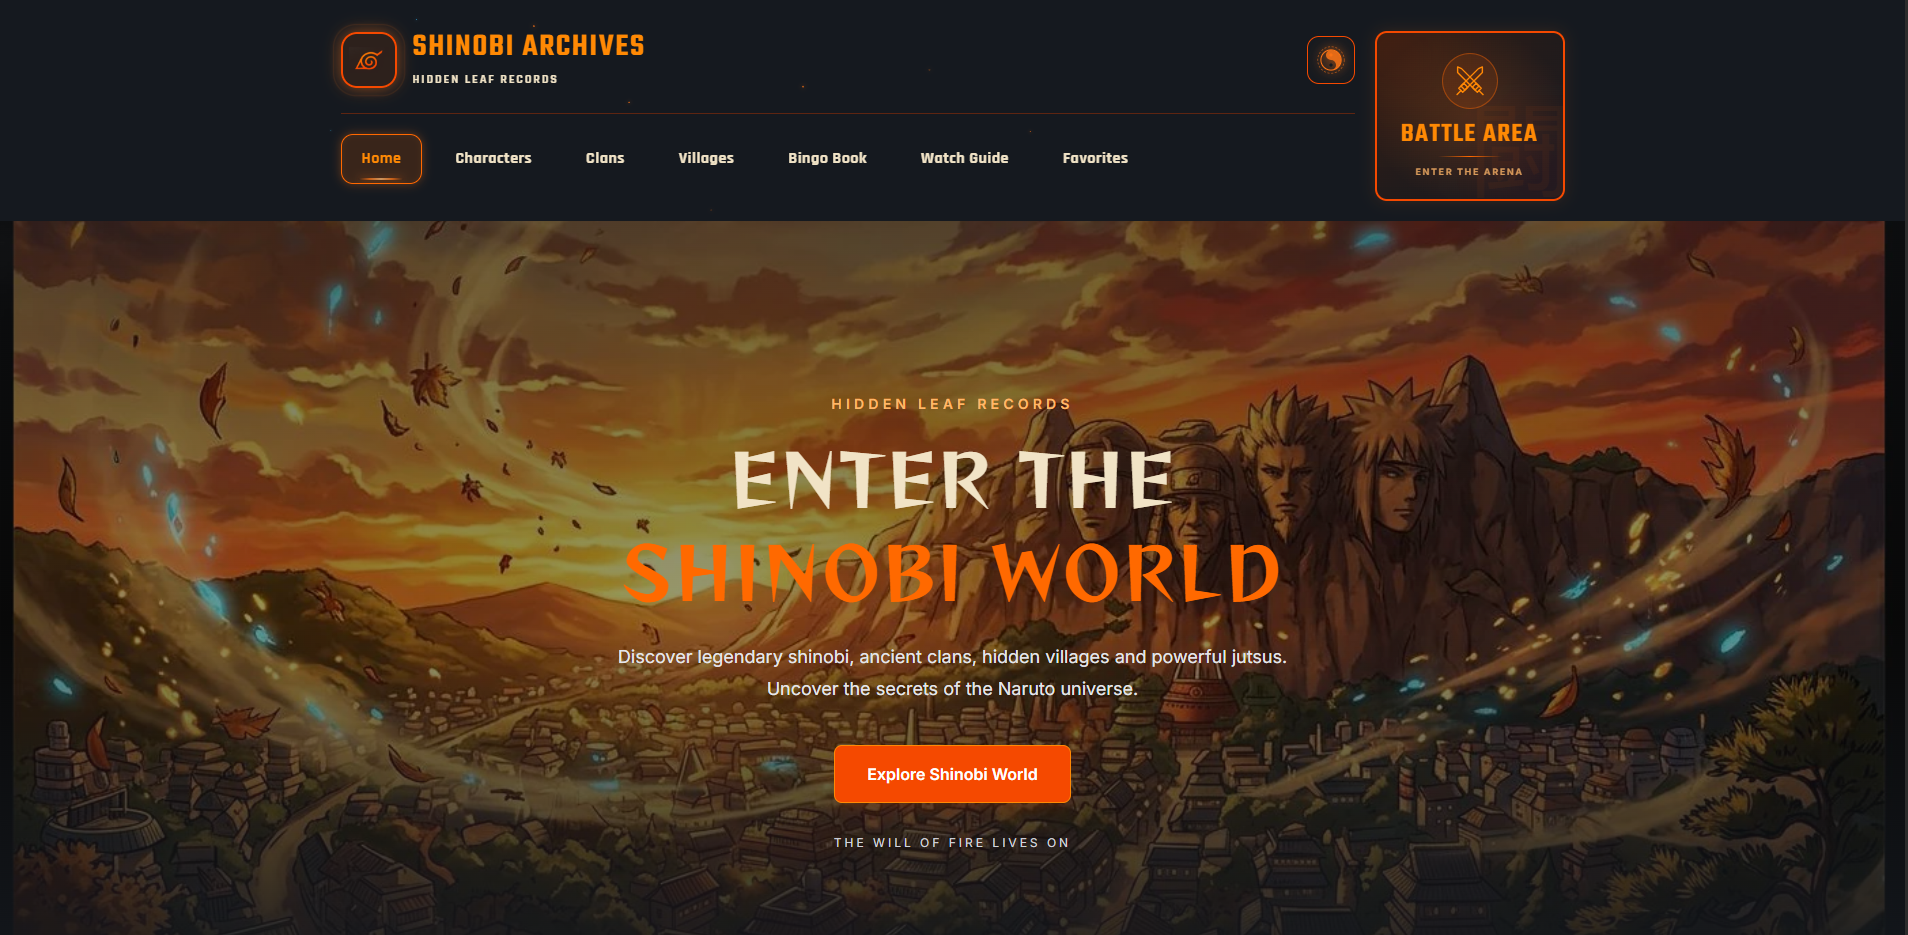 SHINOBI ARCHIVES
HIDDEN LEAF RECORDS
Home
Characters
Clans
Villages
Bingo Book
Watch Guide
Favorites
BATTLE AREA
ENTER THE ARENA
HIDDEN LEAF RECORDS
ENTER THE
SHINOBI WORLD
Discover legendary shinobi, ancient clans, hidden villages and powerful jutsus.
Uncover the secrets of the Naruto universe.
Explore Shinobi World
THE WILL OF FIRE LIVES ON